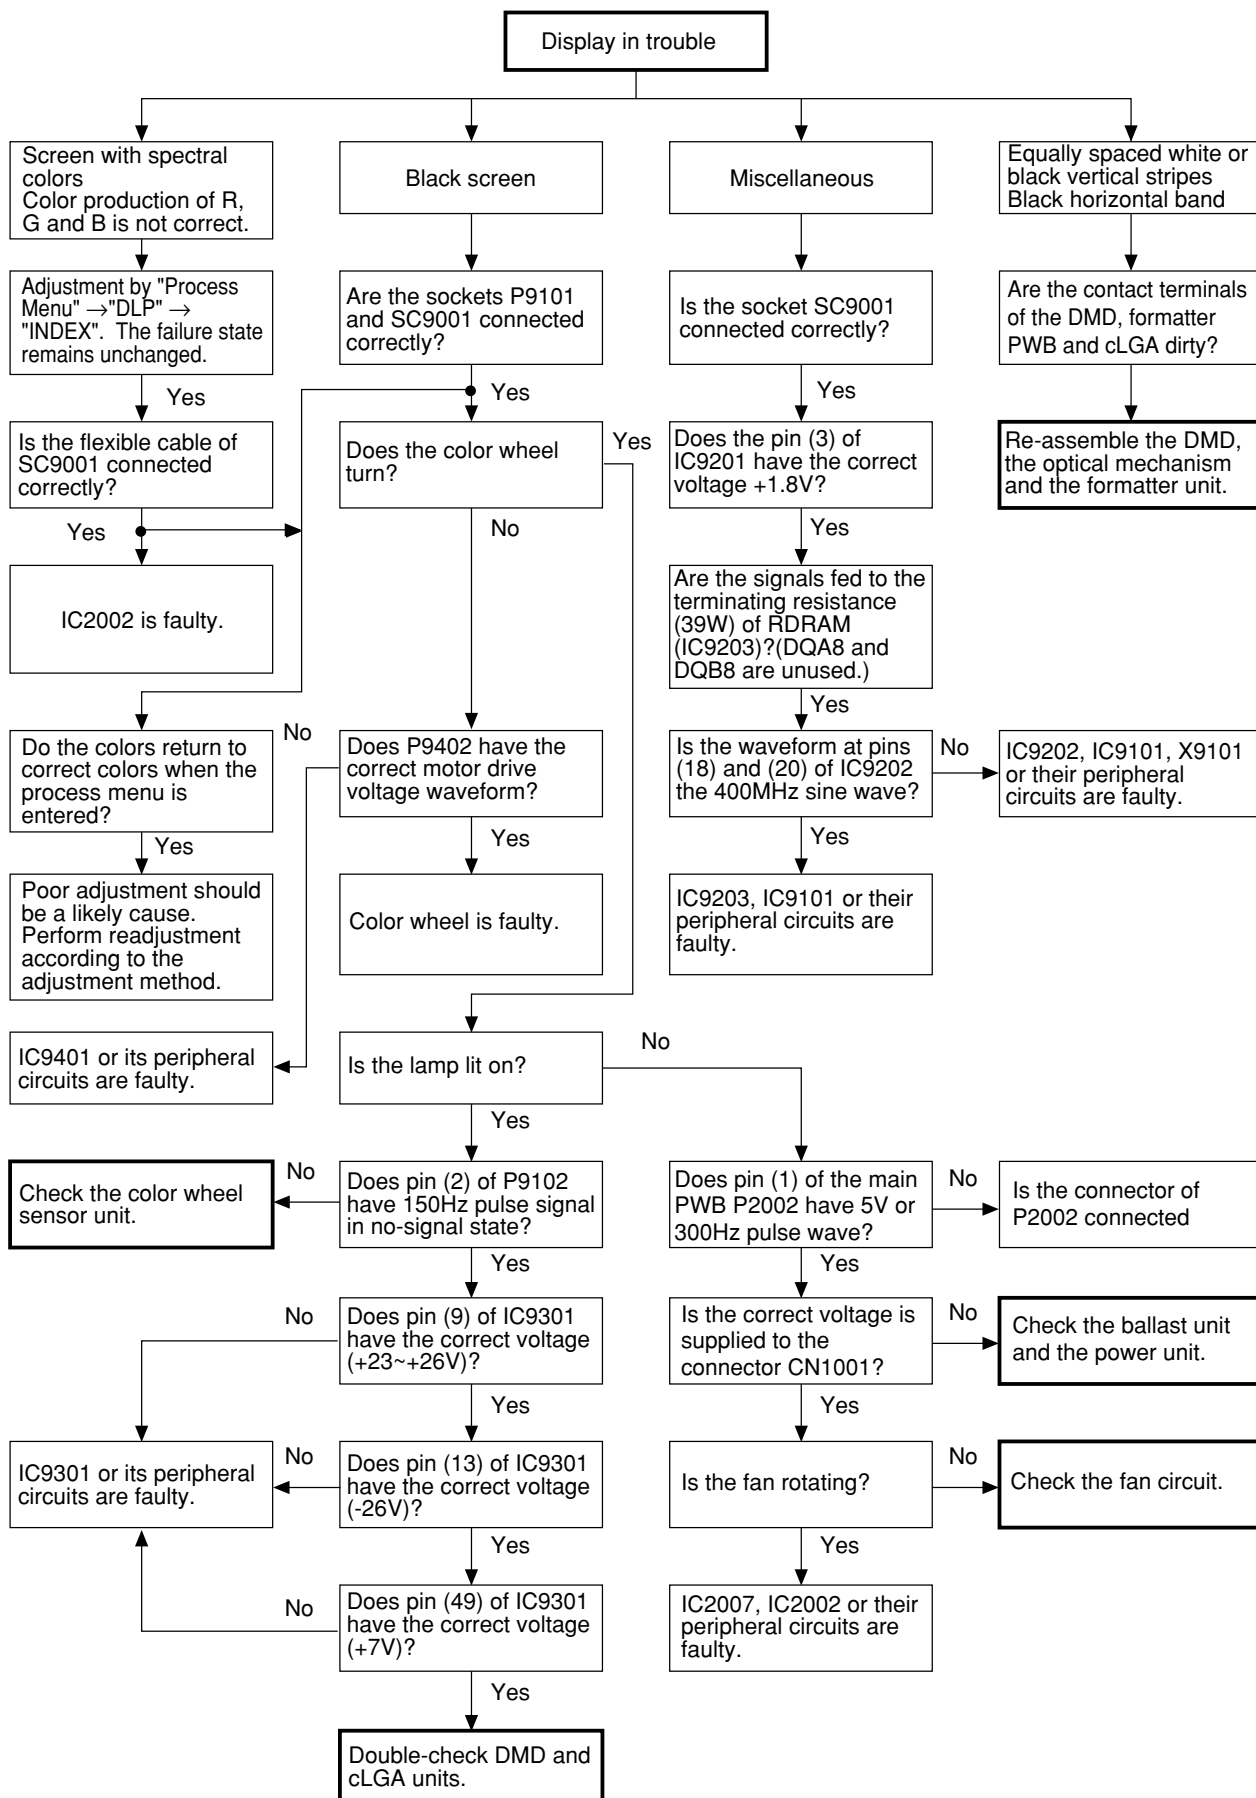 Display in trouble
Screen with spectral
colors
Color production of R,
G and B is not correct.
Black screen
Miscellaneous
Equally spaced white or
black vertical stripes
Black horizontal band
Adjustment by "Process
Menu" →"DLP" →
"INDEX". The failure state
remains unchanged.
Are the sockets P9101
and SC9001 connected
correctly?
Is the socket SC9001
connected correctly?
Are the contact terminals
of the DMD, formatter
PWB and cLGA dirty?
Yes
Yes
Yes
Is the flexible cable of
SC9001 connected
correctly?
Does the color wheel
turn?
Yes
Does the pin (3) of
IC9201 have the correct
voltage +1.8V?
Re-assemble the DMD,
the optical mechanism
and the formatter unit.
Yes
No
Yes
IC2002 is faulty.
Are the signals fed to the
terminating resistance
(39W) of RDRAM
(IC9203)?(DQA8 and
DQB8 are unused.)
Yes
Do the colors return to
correct colors when the
process menu is
entered?
No
Does P9402 have the
correct motor drive
voltage waveform?
Is the waveform at pins
(18) and (20) of IC9202
the 400MHz sine wave?
No
IC9202, IC9101, X9101
or their peripheral
circuits are faulty.
Yes
Yes
Yes
Poor adjustment should
be a likely cause.
Perform readjustment
according to the
adjustment method.
Color wheel is faulty.
IC9203, IC9101 or their
peripheral circuits are
faulty.
IC9401 or its peripheral
circuits are faulty.
Is the lamp lit on?
No
Yes
Check the color wheel
sensor unit.
No
Does pin (2) of P9102
have 150Hz pulse signal
in no-signal state?
Does pin (1) of the main
PWB P2002 have 5V or
300Hz pulse wave?
No
Is the connector of
P2002 connected
Yes
Yes
No
Does pin (9) of IC9301
have the correct voltage
(+23~+26V)?
Is the correct voltage is
supplied to the
connector CN1001?
No
Check the ballast unit
and the power unit.
Yes
Yes
IC9301 or its peripheral
circuits are faulty.
No
Does pin (13) of IC9301
have the correct voltage
(-26V)?
Is the fan rotating?
No
Check the fan circuit.
Yes
Yes
No
Does pin (49) of IC9301
have the correct voltage
(+7V)?
IC2007, IC2002 or their
peripheral circuits are
faulty.
Yes
Double-check DMD and
cLGA units.